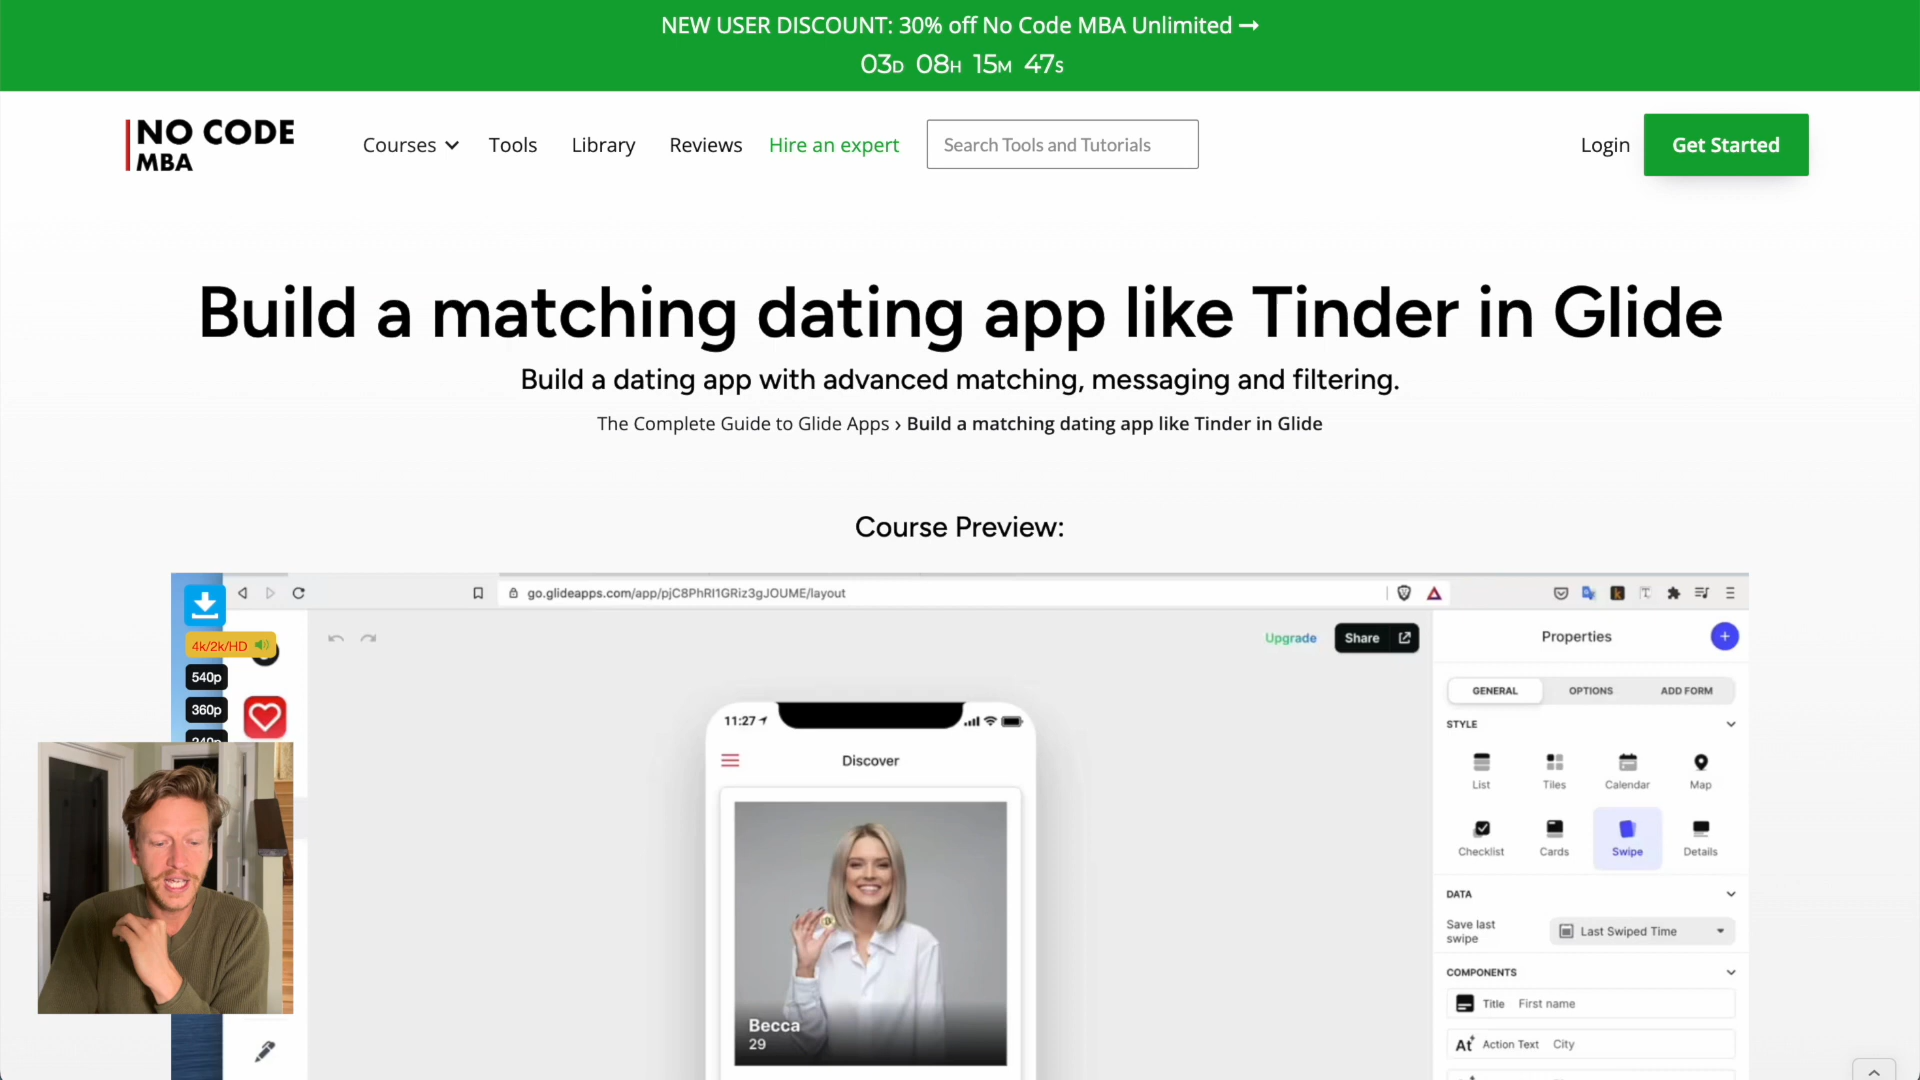 NEW USER DISCOUNT: 30% off No Code MBA Unlimited →
03D 08H 15M 47S
NO CODE
MBA
Courses
Tools
Library
Reviews
Hire an expert
Search Tools and Tutorials
Login
Get Started
Build a matching dating app like Tinder in Glide
Build a dating app with advanced matching, messaging and filtering.
The Complete Guide to Glide Apps › Build a matching dating app like Tinder in Glide
Course Preview:
go.glideapps.com/app/pjC8PhRI1GRiz3gJOUME/layout
4k/2k/HD
540p
360p
240p
Upgrade
Share
11:27
Discover
Becca
29
Properties
GENERAL
OPTIONS
ADD FORM
STYLE
List
Tiles
Calendar
Map
Checklist
Cards
Swipe
Details
DATA
Save last
swipe
Last Swiped Time
COMPONENTS
Title First name
At Action Text City